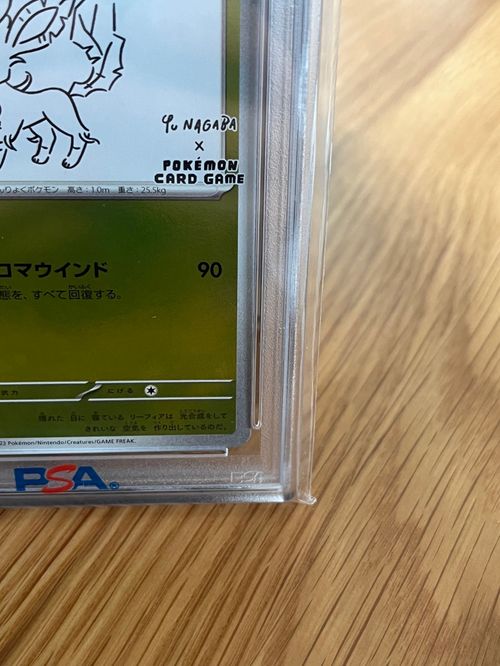 Yu NAGABA
×
POKÉMON
CARD GAME
んりょくポケモン 高さ:1.0m 重さ:25.5kg
ロマウインド 90
態を、すべて回復する。
にげる
晴れた 日に 寝ている リーフィアは 光合成をして
きれいな 空気を 作り出しているのだ。
23 Pokémon/Nintendo/Creatures/GAME FREAK.
PSA®
PSA